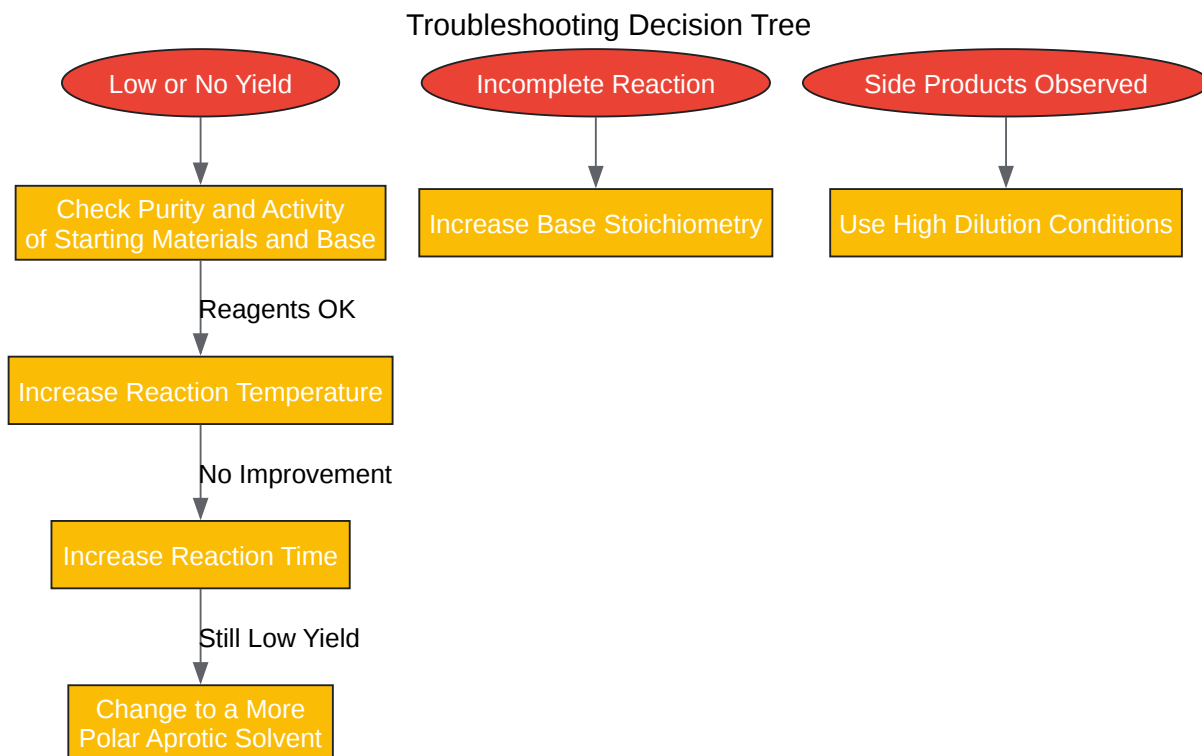 Troubleshooting Decision Tree
Low or No Yield
Incomplete Reaction
Side Products Observed
Check Purity and Activity
of Starting Materials and Base
Increase Base Stoichiometry
Use High Dilution Conditions
Reagents OK
Increase Reaction Temperature
No Improvement
Increase Reaction Time
Still Low Yield
Change to a More
Polar Aprotic Solvent